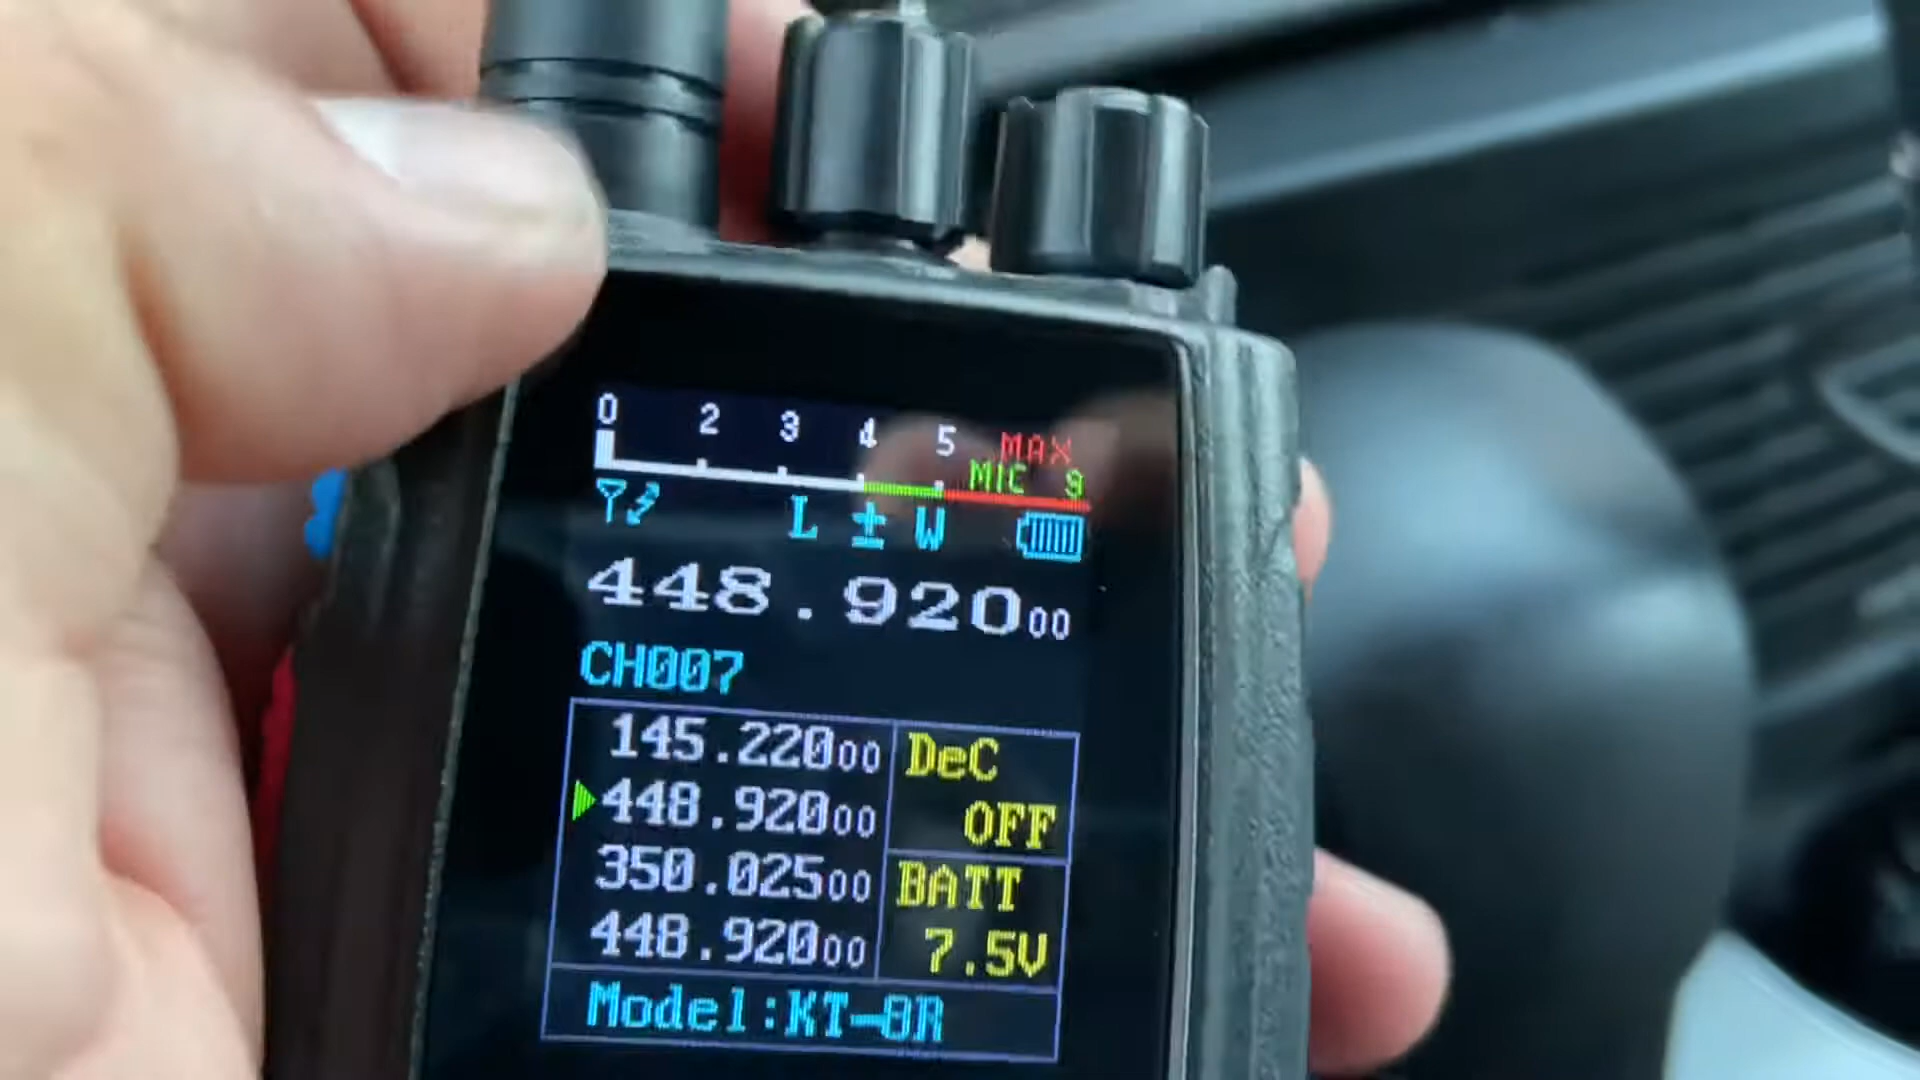 0 2 3 4 5 MAX
MIC 9
L ± W
448.92000
CH007
145.22000 DeC
448.92000 OFF
350.02500 BATT
448.92000 7.5V
Model:KT-8R